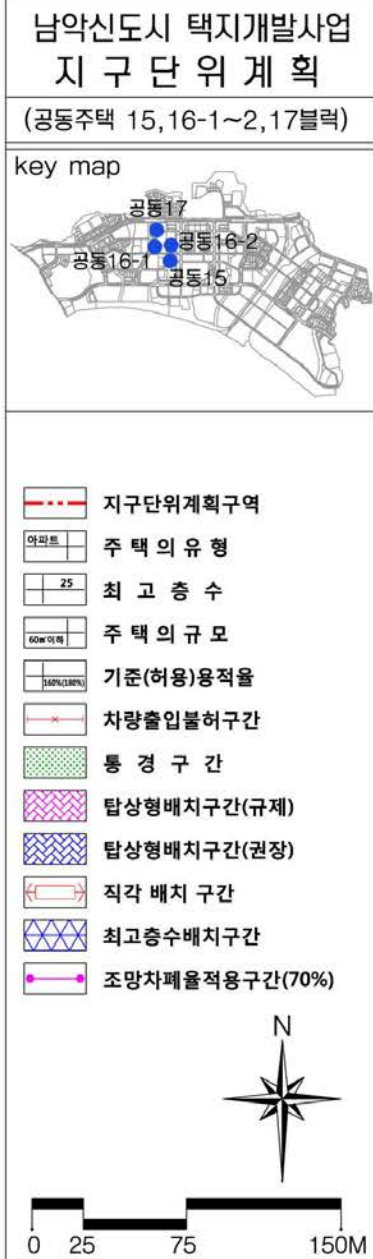 남악신도시 택지개발사업
지 구 단 위 계 획
(공동주택 15,16-1~2,17블럭)
key map
공동17
공동16-2
공동16-1
공동15
지구단위계획구역
아파트
주 택 의 유 형
25
최 고 층 수
60㎡이하
주 택 의 규 모
160%(180%)
기준(허용)용적율
차량출입불허구간
통 경 구 간
탑상형배치구간(규제)
탑상형배치구간(권장)
직각 배치 구간
최고층수배치구간
조망차폐율적용구간(70%)
N
0 25 75 150M